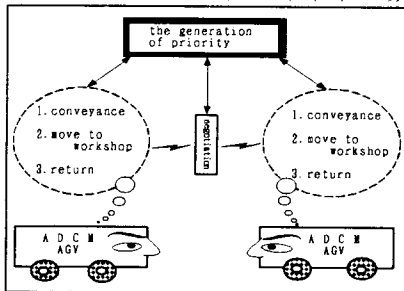 the generation
of priority
1. conveyance
2. move to
workshop
3. return
negotiation
1. conveyance
2. move to
workshop
3. return
A D C M
AGV
A D C M
AGV